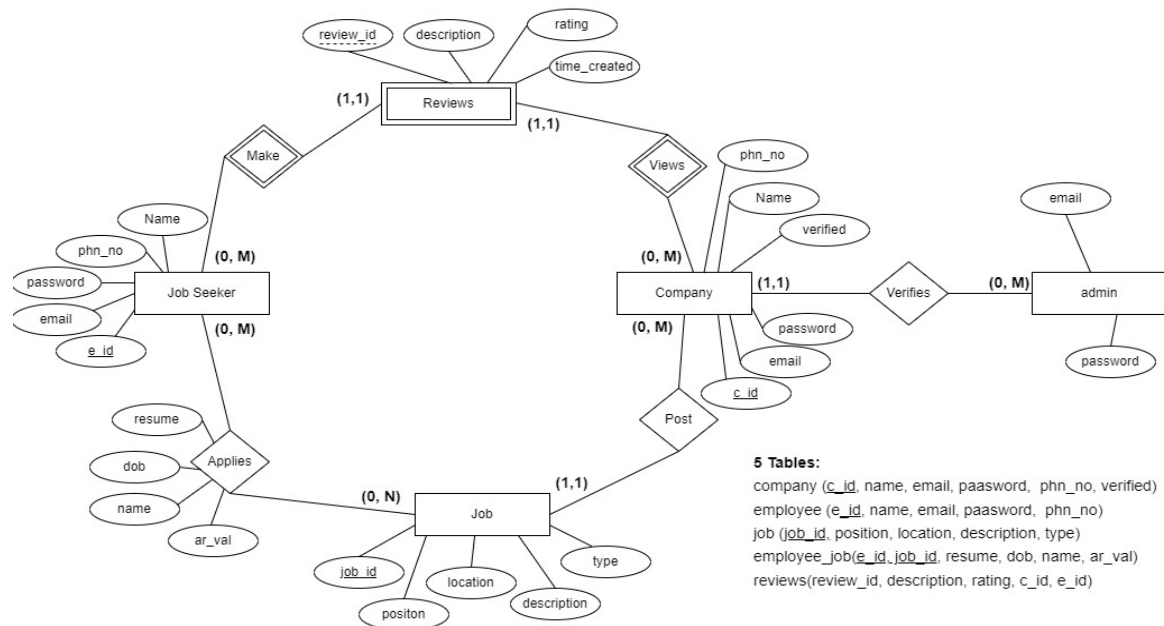 rating
review_id
description
time_created
Reviews
(1,1)
(1,1)
Make
Views
phn_no
Name
verified
email
Name
phn_no
password
email
e_id
Job Seeker
(0, M)
(0, M)
(0, M)
Company
(0, M)
(1,1)
Verifies
(0, M)
admin
password
password
email
c_id
Post
resume
dob
name
ar_val
Applies
(0, N)
(1,1)
Job
job_id
positon
location
description
type
5 Tables:
company (c_id, name, email, paasword, phn_no, verified)
employee (e_id, name, email, paasword, phn_no)
job (job_id, position, location, description, type)
employee_job(e_id, job_id, resume, dob, name, ar_val)
reviews(review_id, description, rating, c_id, e_id)